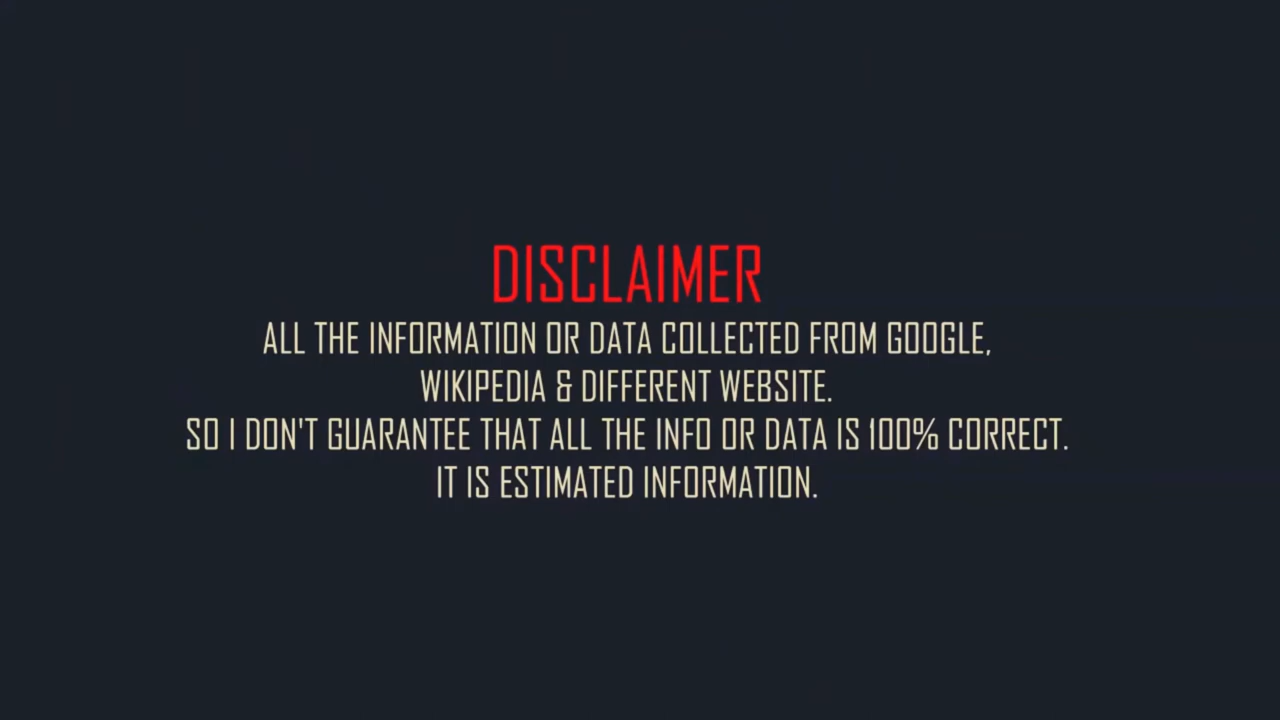 DISCLAIMER
ALL THE INFORMATION OR DATA COLLECTED FROM GOOGLE,
WIKIPEDIA & DIFFERENT WEBSITE.
SO I DON'T GUARANTEE THAT ALL THE INFO OR DATA IS 100% CORRECT.
IT IS ESTIMATED INFORMATION.